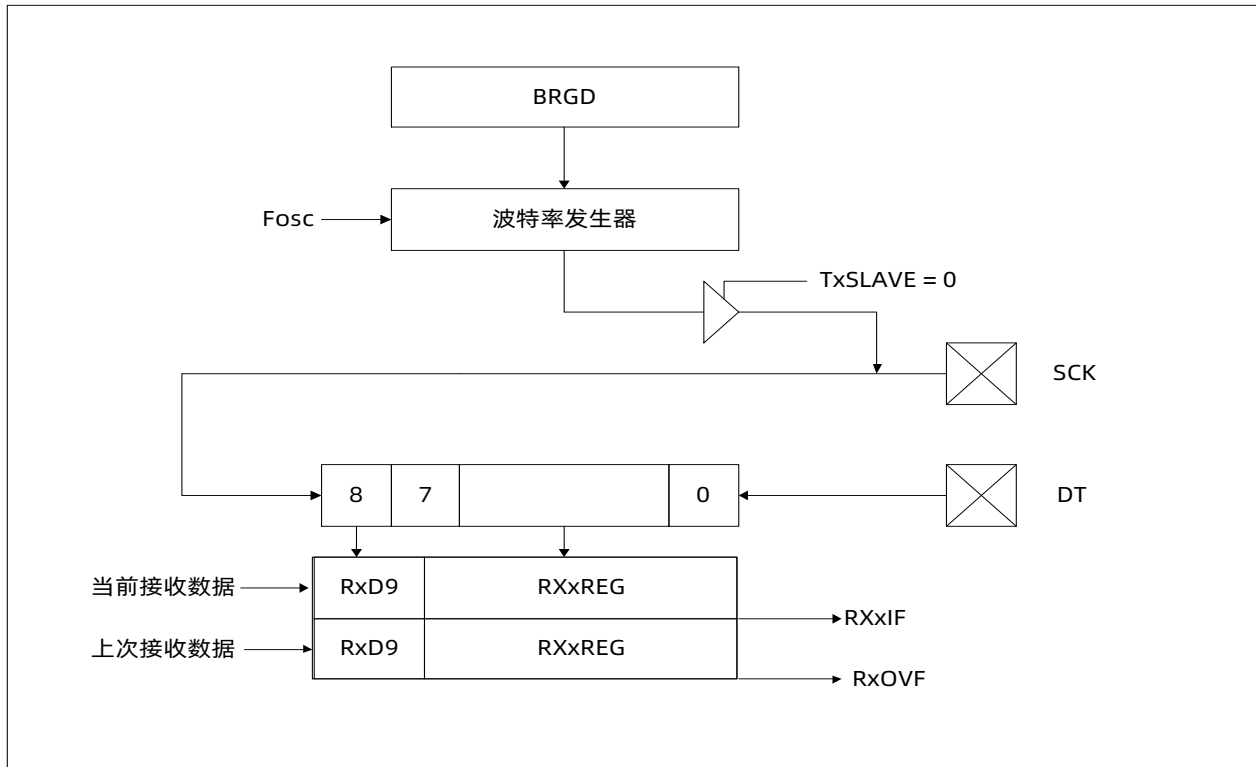 BRGD
Fosc
波特率发生器
TxSLAVE = 0
SCK
8 7 0
DT
当前接收数据 RxD9 RXxREG
RXxIF
上次接收数据 RxD9 RXxREG
RxOVF